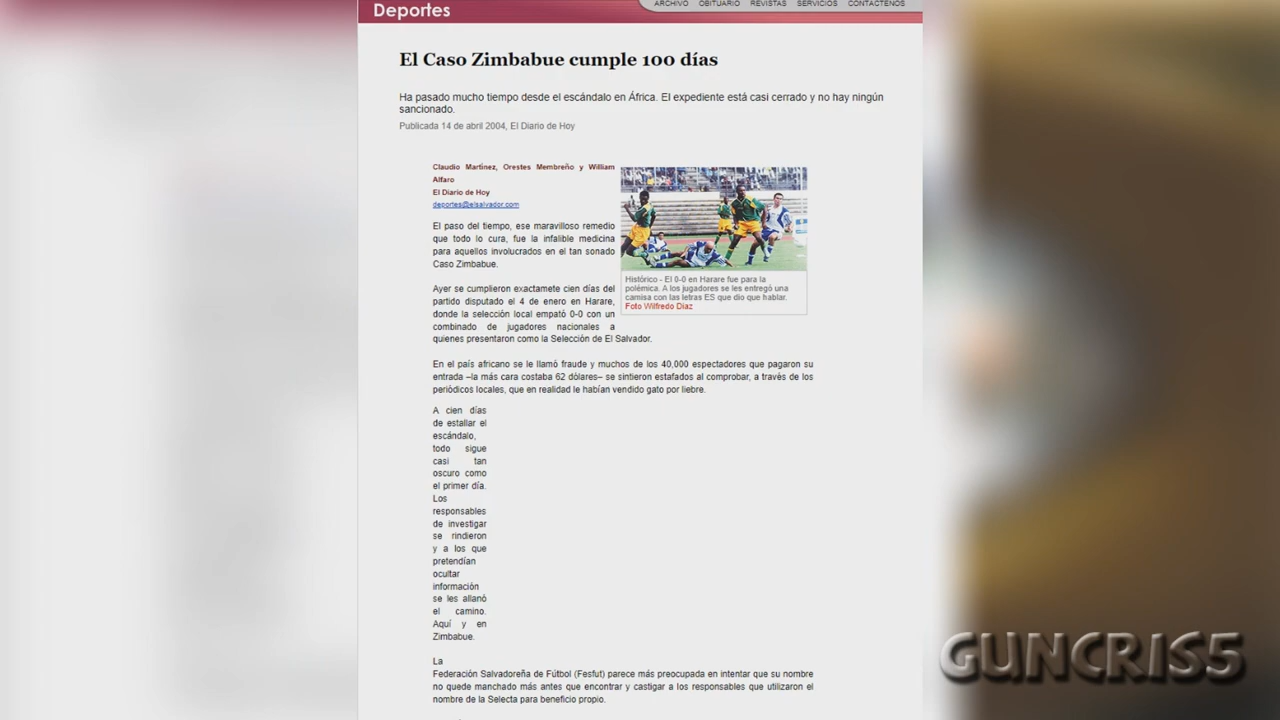 Deportes
ARCHIVO OBITUARIO REVISTAS SERVICIOS CONTÁCTENOS
El Caso Zimbabue cumple 100 días
Ha pasado mucho tiempo desde el escándalo en África. El expediente está casi cerrado y no hay ningún
sancionado.
Publicada 14 de abril 2004, El Diario de Hoy
Claudio Martínez, Orestes Membreño y William
Alfaro
El Diario de Hoy
deportes@elsalvador.com
El paso del tiempo, ese maravilloso remedio
que todo lo cura, fue la infalible medicina
para aquellos involucrados en el tan sonado
Caso Zimbabue.
Histórico - El 0-0 en Harare fue para la
polémica. A los jugadores se les entregó una
camisa con las letras ES que dio que hablar.
Foto Wilfredo Díaz
Ayer se cumplieron exactamete cien días del
partido disputado el 4 de enero en Harare,
donde la selección local empató 0-0 con un
combinado de jugadores nacionales a
quienes presentaron como la Selección de El Salvador.
En el país africano se le llamó fraude y muchos de los 40,000 espectadores que pagaron su
entrada –la más cara costaba 62 dólares– se sintieron estafados al comprobar, a través de los
periódicos locales, que en realidad le habían vendido gato por liebre.
A cien días
de estallar el
escándalo,
todo sigue
casi tan
oscuro como
el primer día.
Los
responsables
de investigar
se rindieron
y a los que
pretendían
ocultar
información
se les allanó
el camino.
Aquí y en
Zimbabue.
La
Federación Salvadoreña de Fútbol (Fesfut) parece más preocupada en intentar que su nombre
no quede manchado más antes que encontrar y castigar a los responsables que utilizaron el
nombre de la Selecta para beneficio propio.
GUNCRIS5